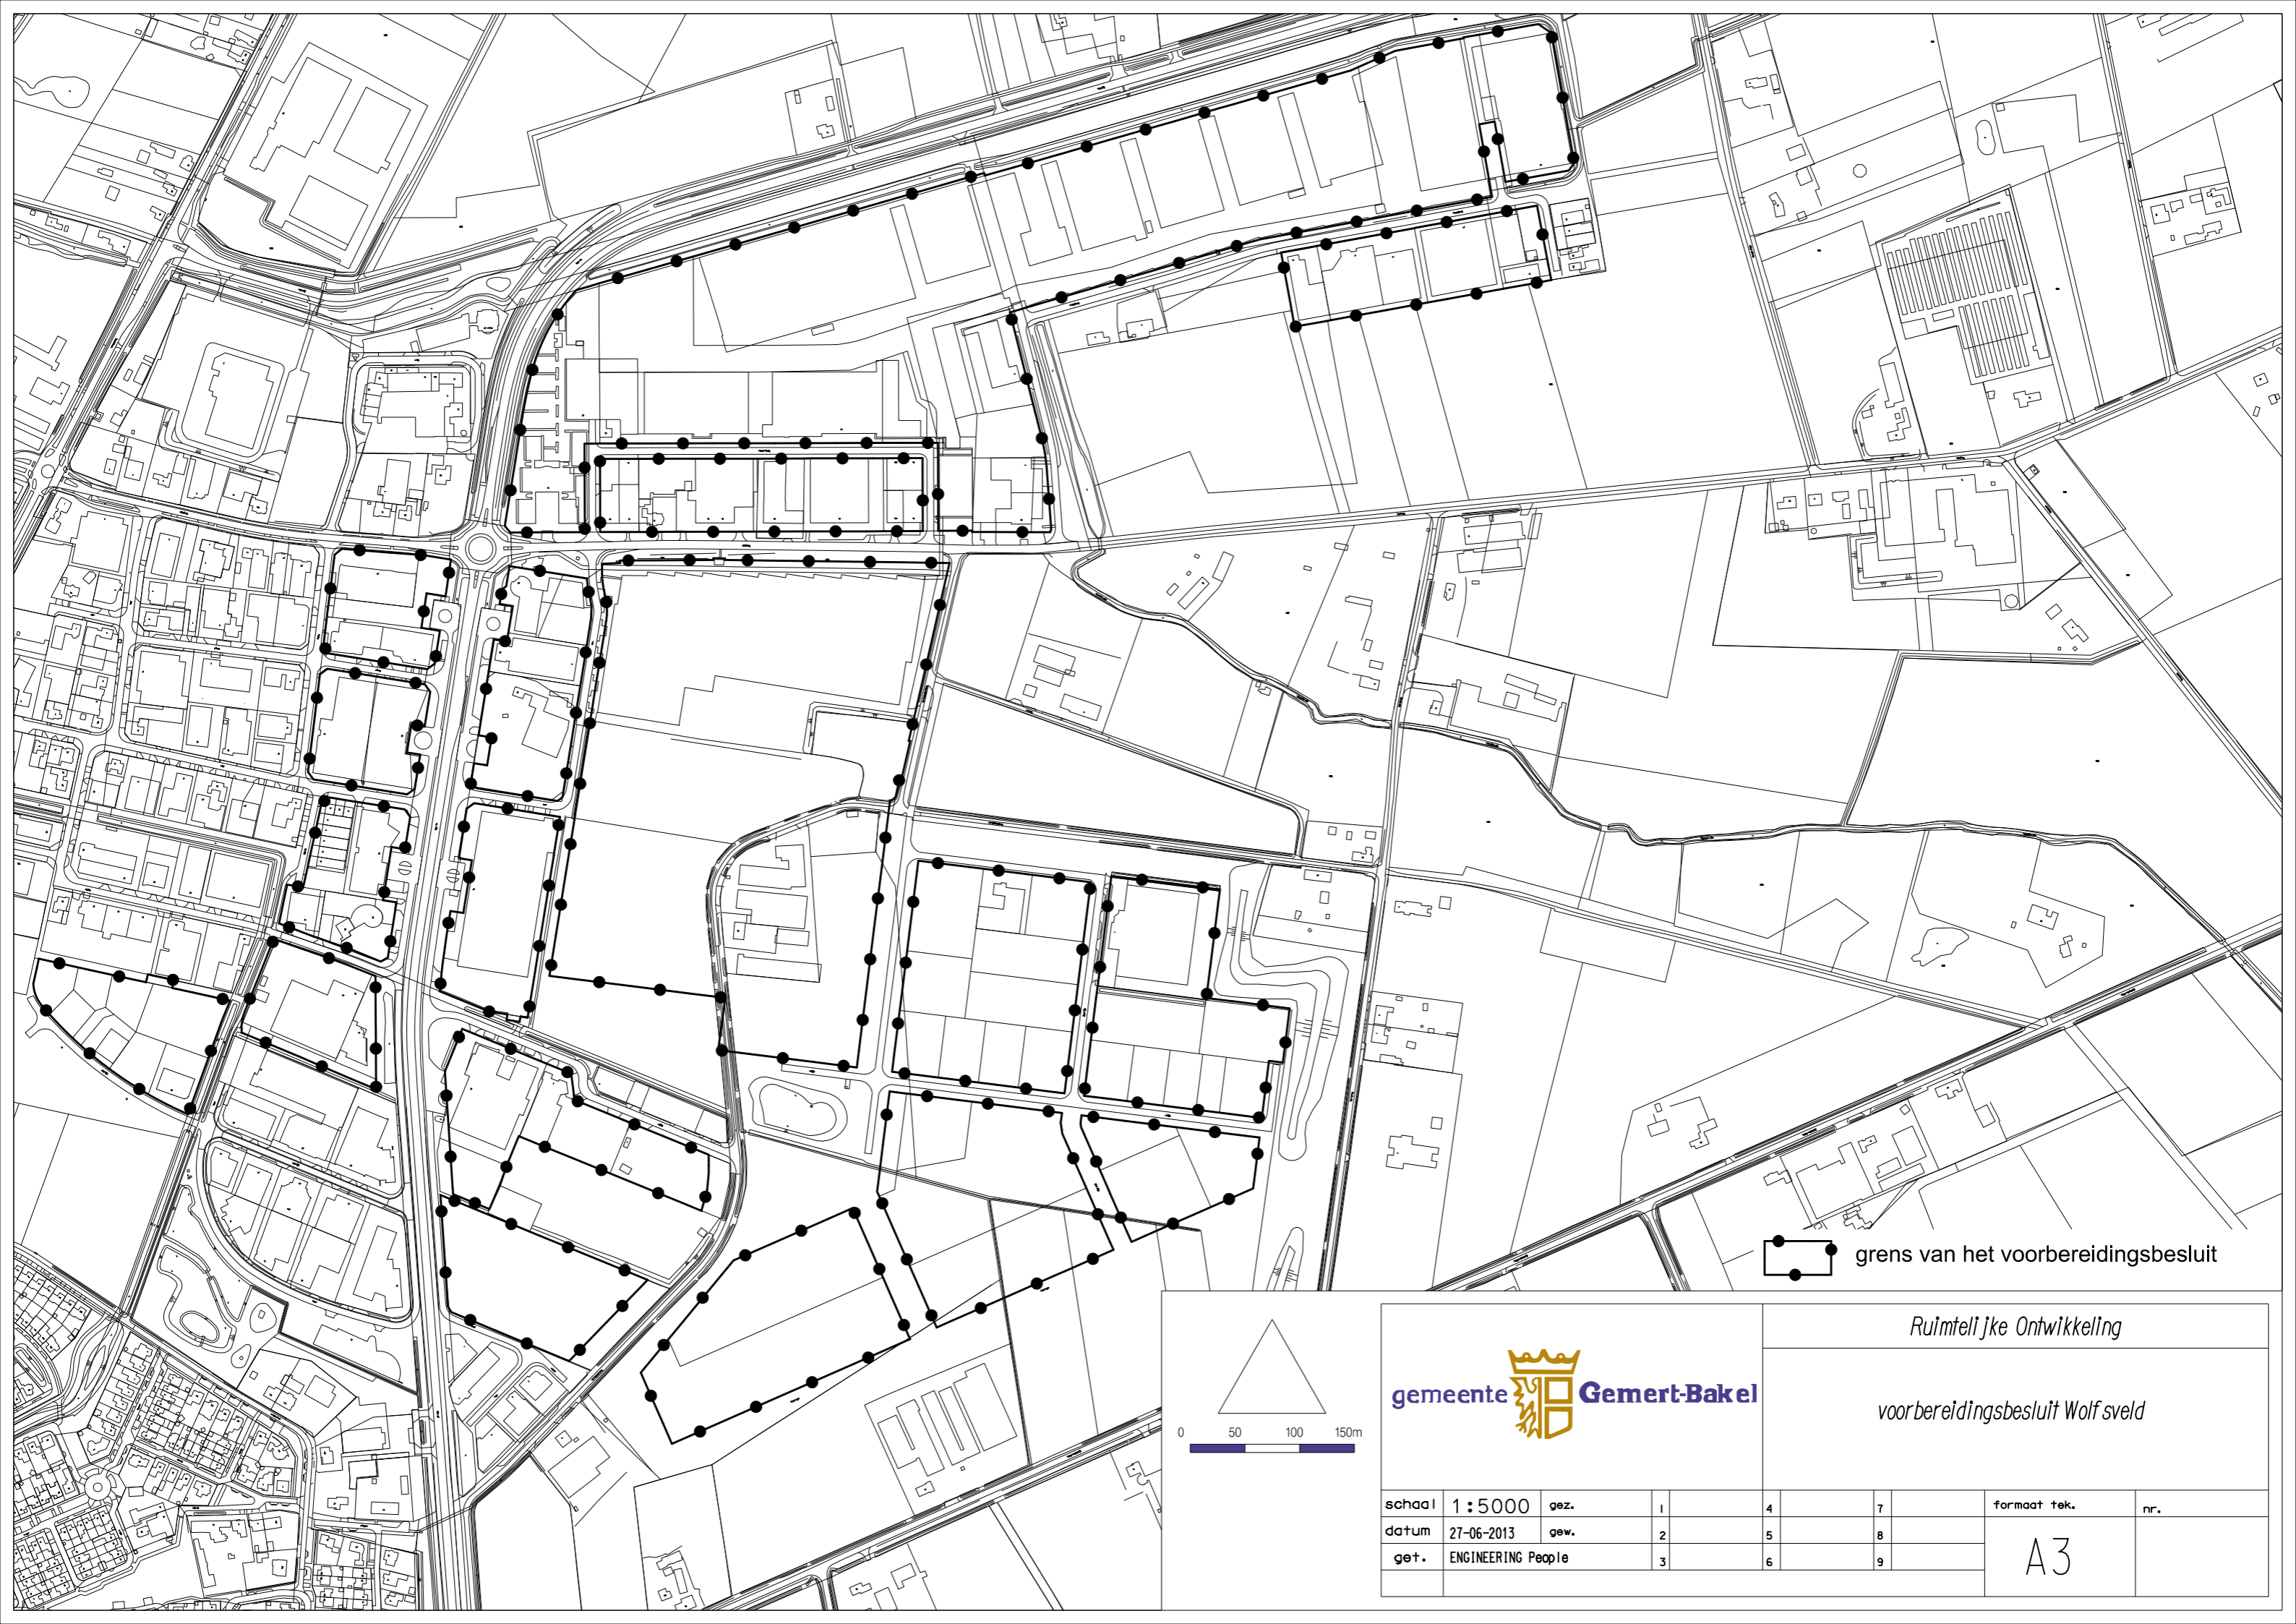 grens van het voorbereidingsbesluit
Ruimtelijke Ontwikkeling
gemeente Gemert-Bakel
voorbereidingsbesluit Wolfsveld
0 50 100 150m
schaal 1:5000 gez. 1 4 7 formaat tek. nr.
datum 27-06-2013 gew. 2 5 8
A3
get. ENGINEERING People 3 6 9